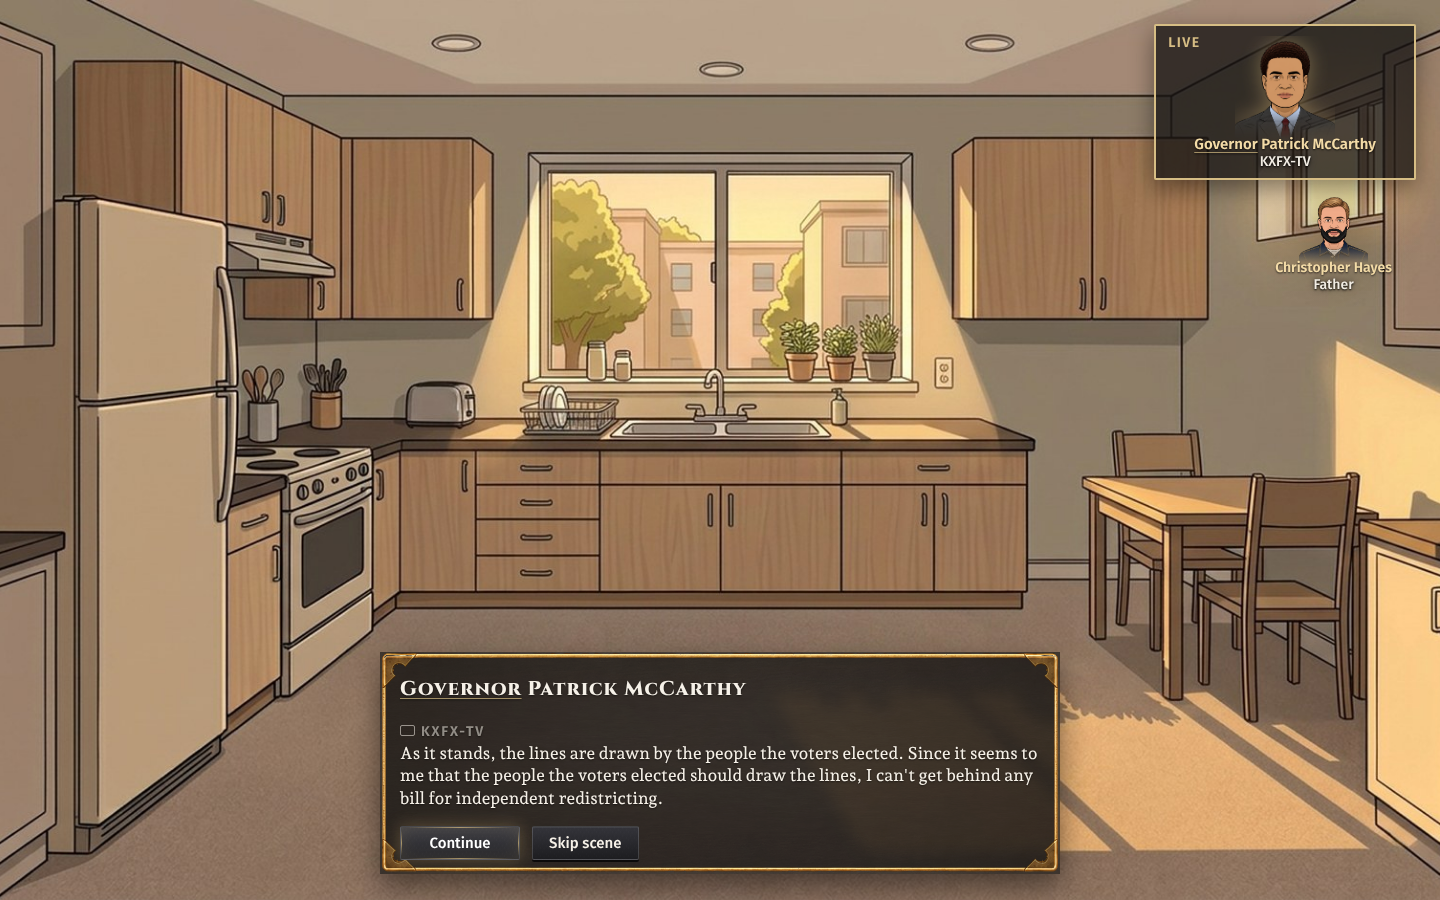 LIVE
Governor Patrick McCarthy
KXFX-TV
Christopher Hayes
Father
Governor Patrick McCarthy
KXFX-TV
As it stands, the lines are drawn by the people the voters elected. Since it seems to
me that the people the voters elected should draw the lines, I can't get behind any
bill for independent redistricting.
Continue
Skip scene